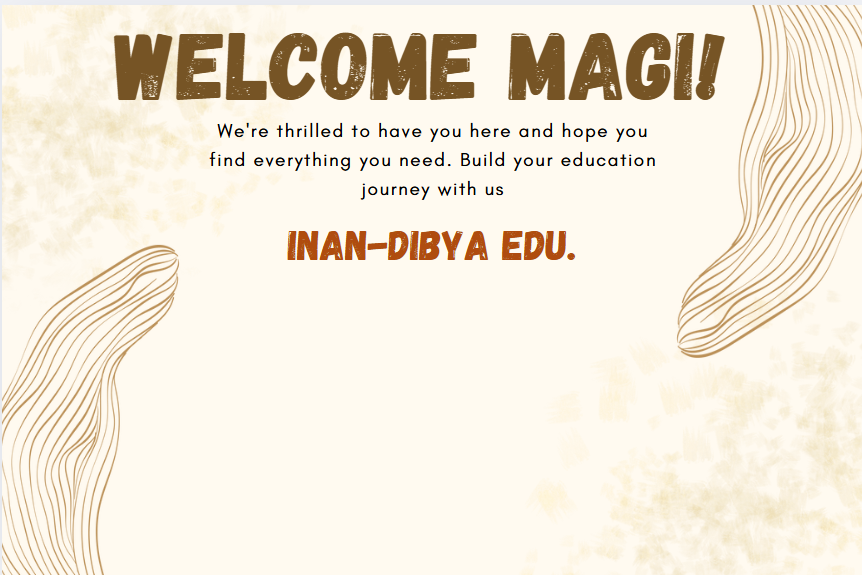 WELCOME MAGI!
We're thrilled to have you here and hope you
find everything you need. Build your education
journey with us
INAN-DIBYA EDU.